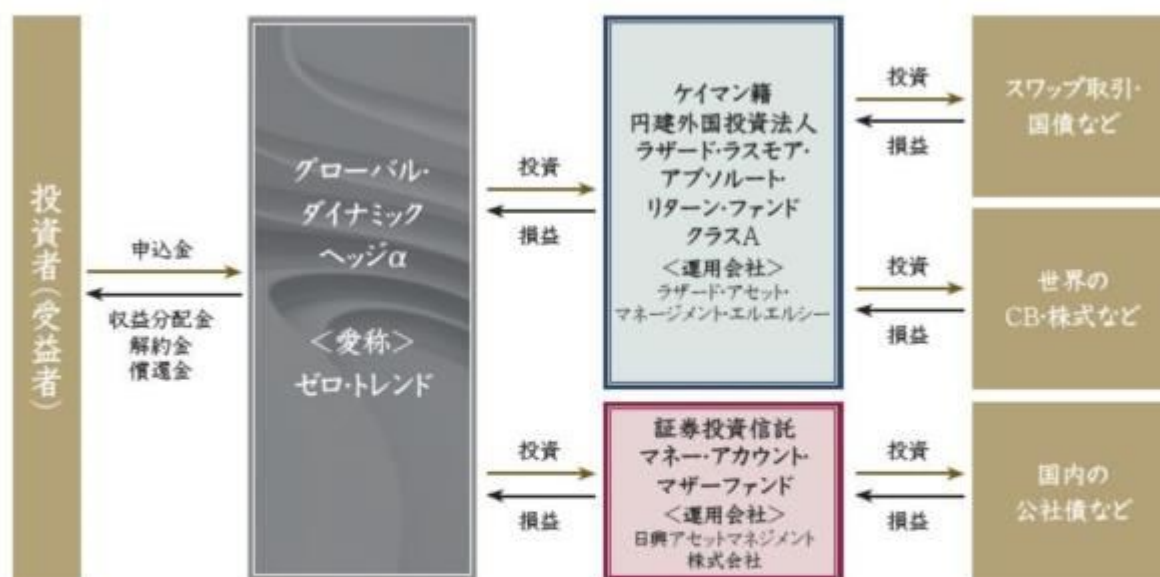 投資者(受益者)
申込金
収益分配金
解約金
償還金
グローバル・
ダイナミック
ヘッジα
<愛称>
ゼロ・トレンド
投資
損益
投資
損益
ケイマン籍
円建外国投資法人
ラザード・ラスモア・
アブソルート・
リターン・ファンド
クラスA
<運用会社>
ラザード・アセット・
マネージメント・エルエルシー
証券投資信託
マネー・アカウント・
マザーファンド
<運用会社>
日興アセットマネジメント
株式会社
投資
損益
投資
損益
投資
損益
スワップ取引・
国債など
世界の
CB・株式など
国内の
公社債など